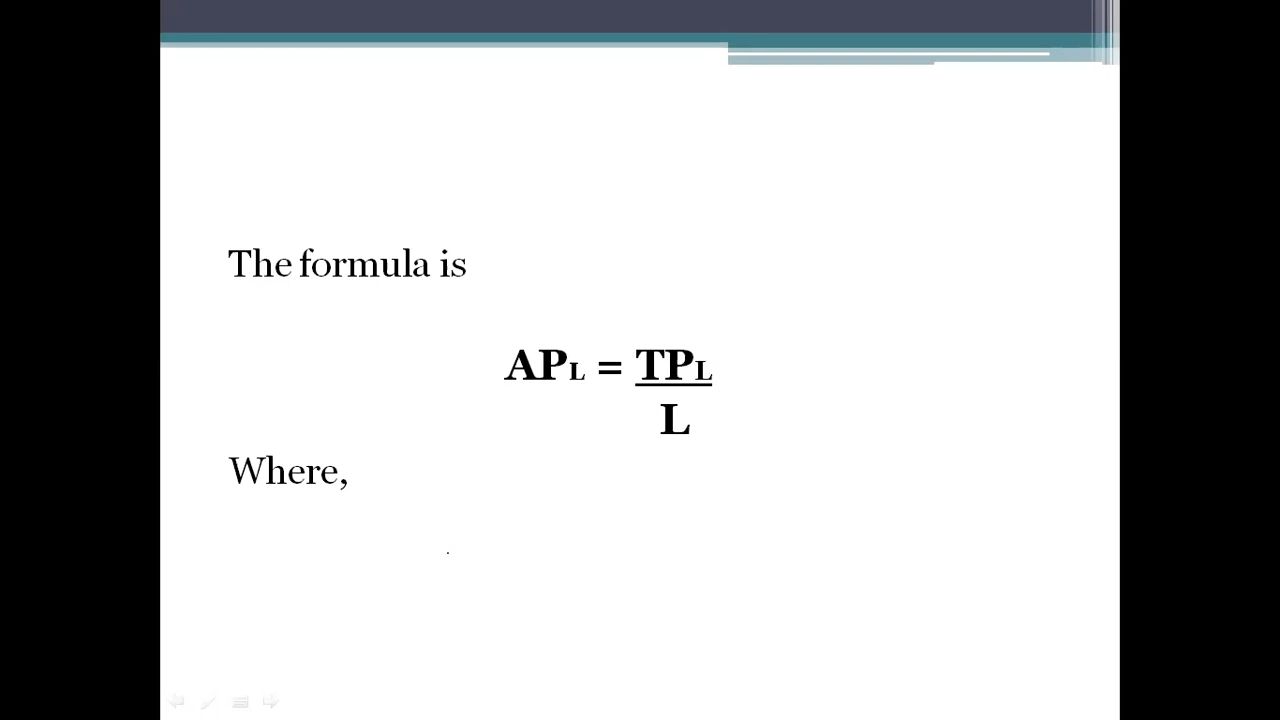 The formula is
APL = TPL
L
Where,